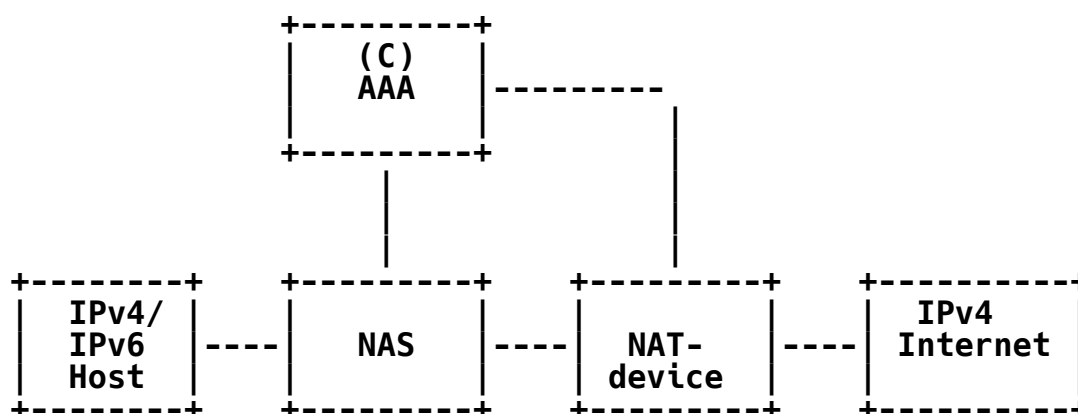 (C)
AAA
IPv4/
IPv6
Host
NAS
NAT-
device
IPv4
Internet